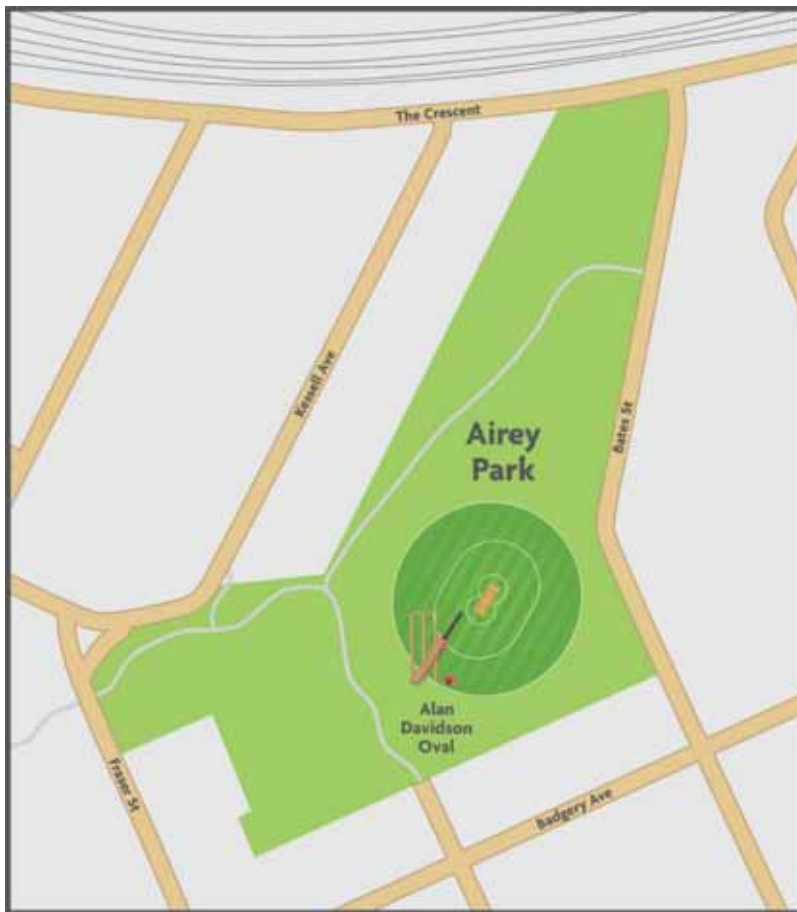 The Crescent
Kessell Ave
Bates St
Airey
Park
Alan
Davidson
Oval
Fraser St
Badgery Ave